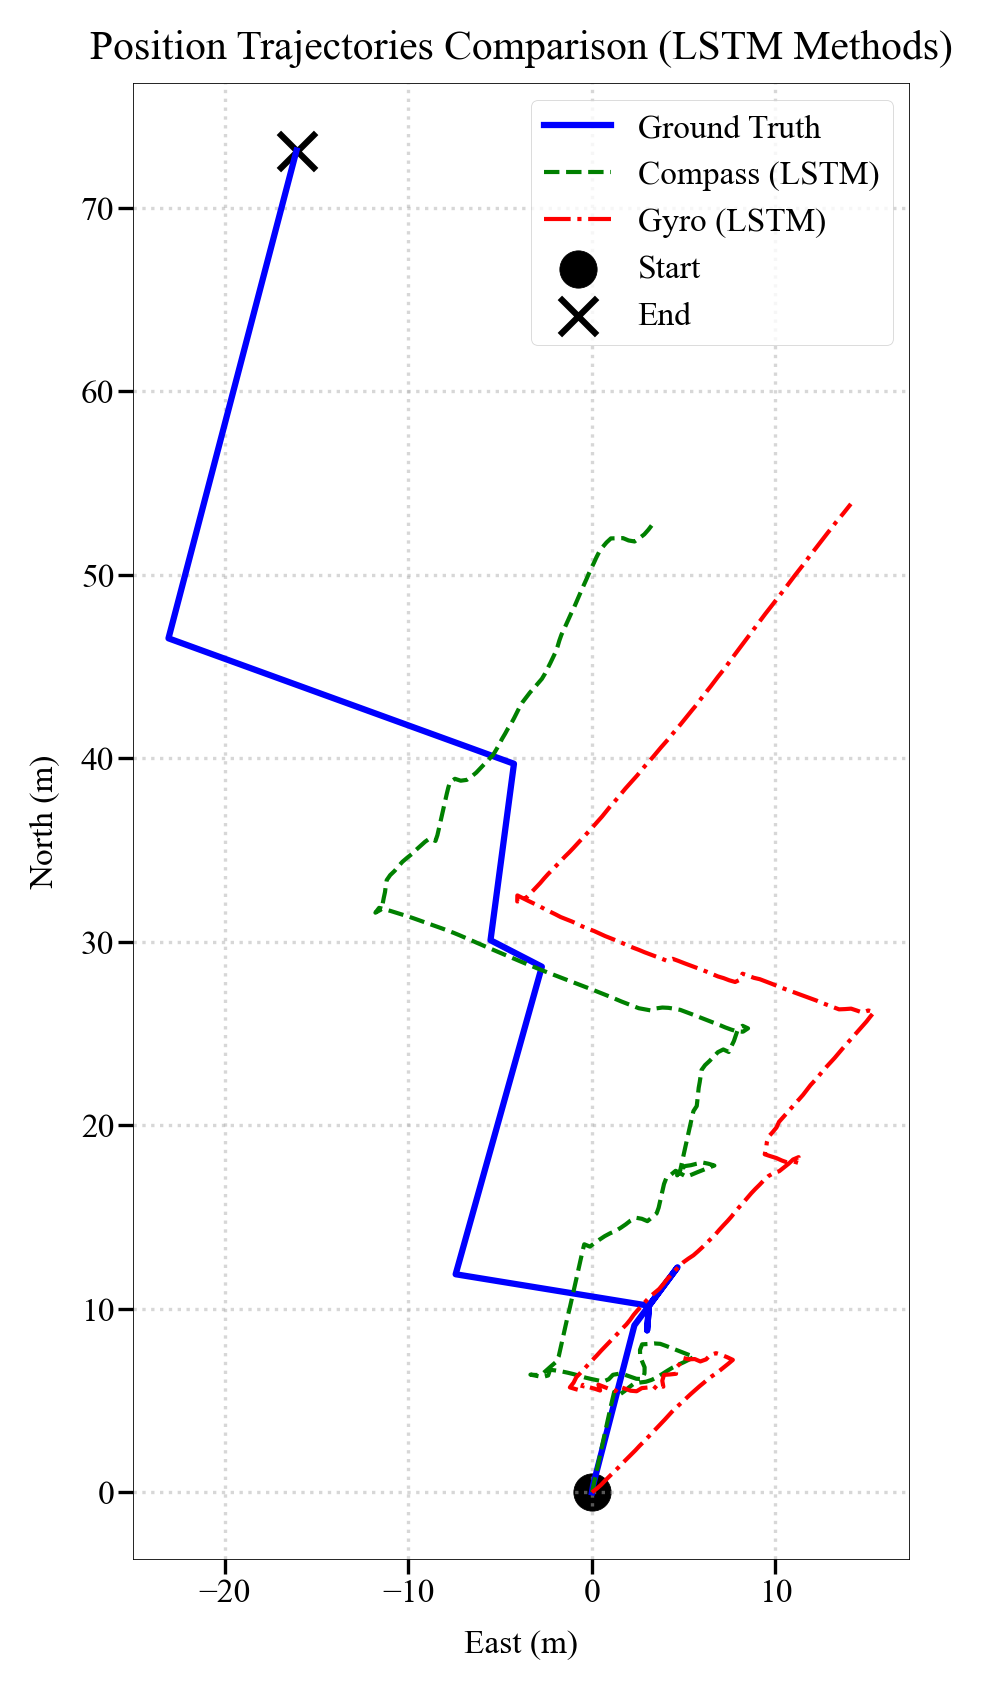 Position Trajectories Comparison (LSTM Methods)
Ground Truth
Compass (LSTM)
Gyro (LSTM)
Start
End
70
60
50
40
30
20
10
0
North (m)
−20
−10
0
10
East (m)